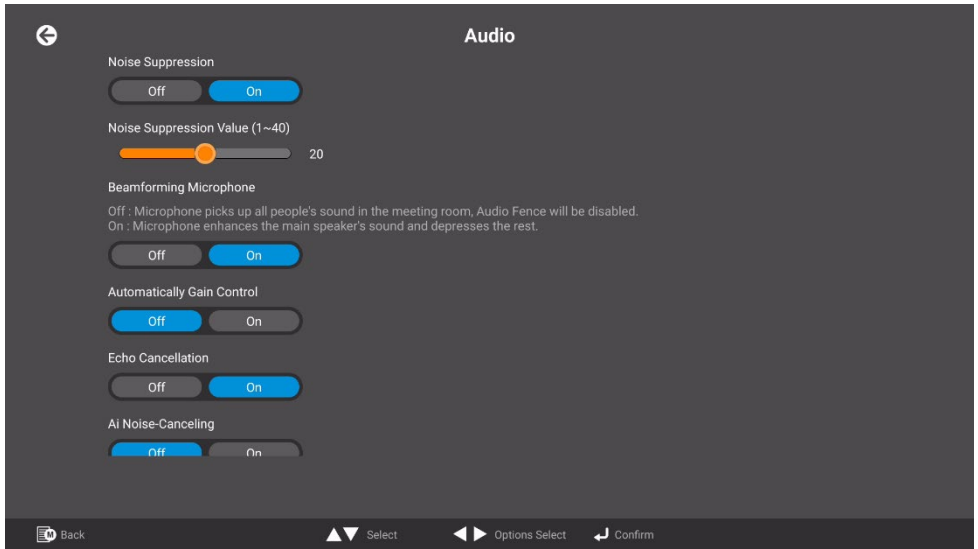 Audio
Noise Suppression
Off On
Noise Suppression Value (1~40)
20
Beamforming Microphone
Off : Microphone picks up all people's sound in the meeting room, Audio Fence will be disabled.
On : Microphone enhances the main speaker's sound and depresses the rest.
Off On
Automatically Gain Control
Off On
Echo Cancellation
Off On
Ai Noise-Canceling
Off On
M Back Select Options Select Confirm